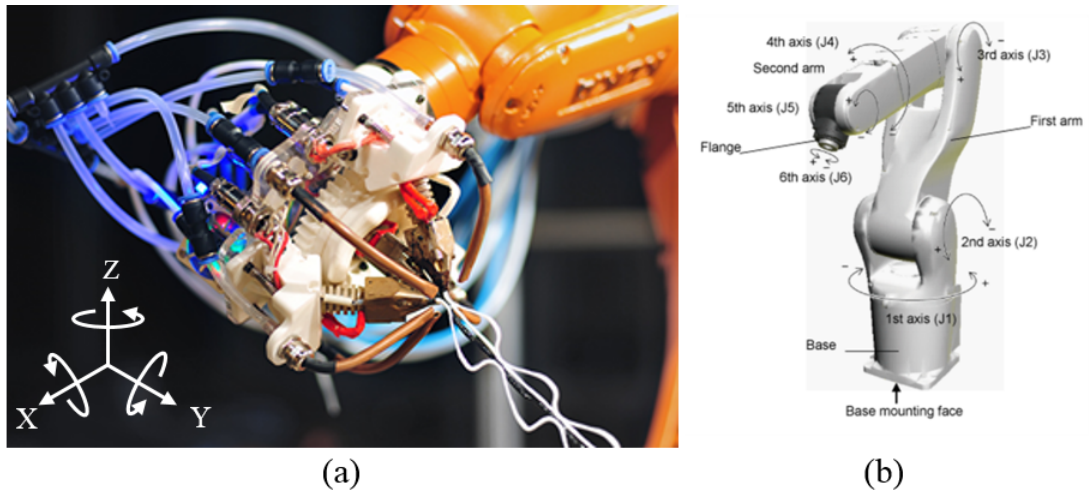 Z
X
Y
(a)
4th axis (J4)
3rd axis (J3)
Second arm
5th axis (J5)
First arm
Flange
6th axis (J6)
2nd axis (J2)
1st axis (J1)
Base
Base mounting face
(b)